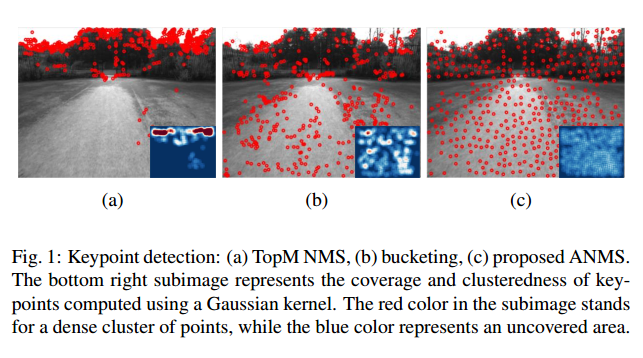 (a)
(b)
(c)
Fig. 1: Keypoint detection: (a) TopM NMS, (b) bucketing, (c) proposed ANMS.
The bottom right subimage represents the coverage and clusteredness of key-
points computed using a Gaussian kernel. The red color in the subimage stands
for a dense cluster of points, while the blue color represents an uncovered area.